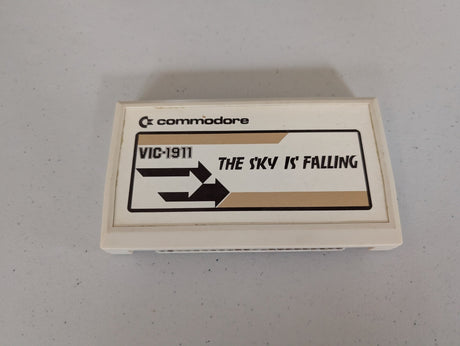 commodore
VIC-1911
THE SKY IS FALLING